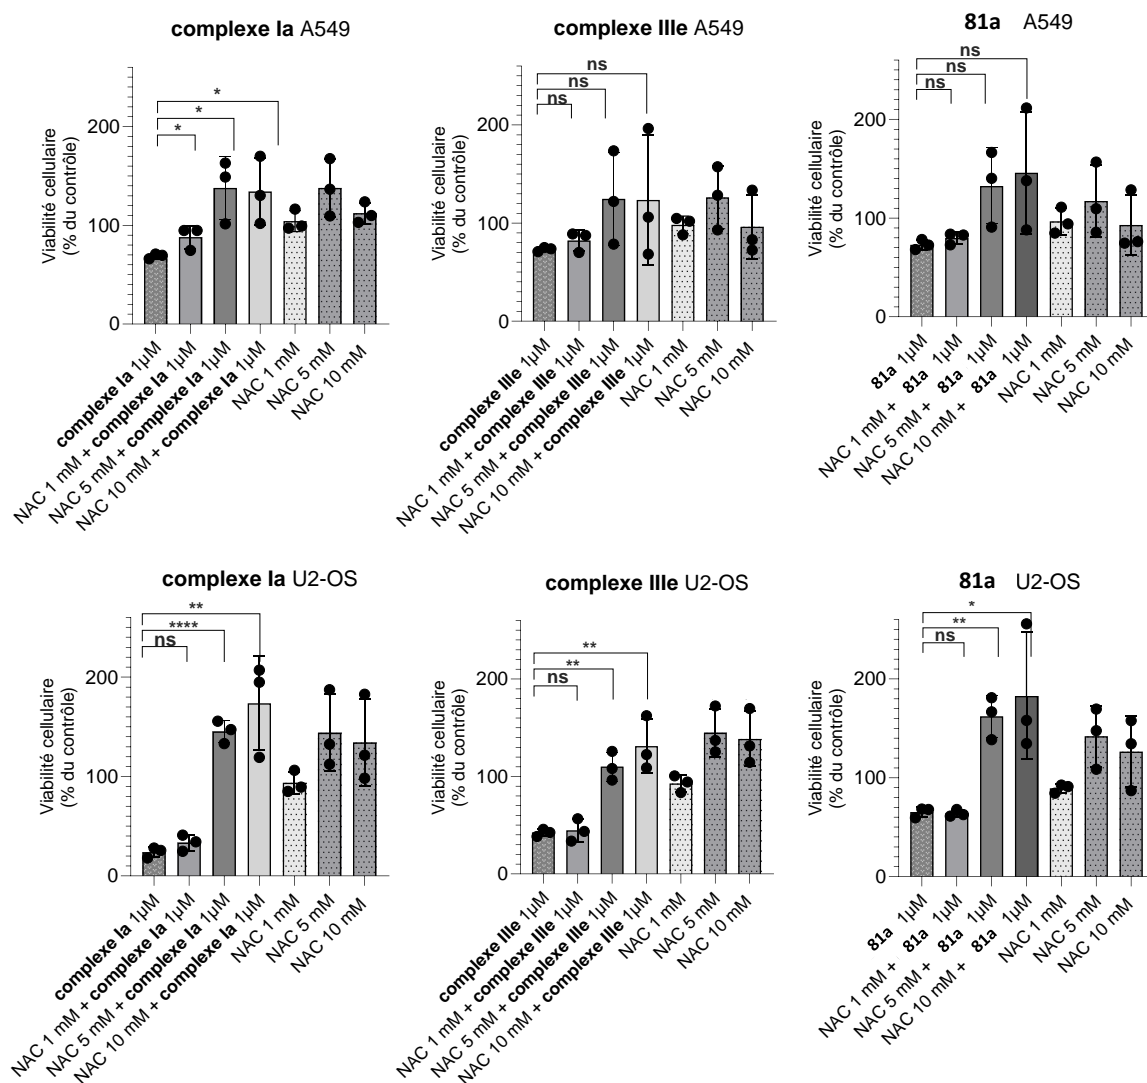 complexe Ia A549
Viabilité cellulaire
(% du contrôle)
200
100
0
*
*
*
complexe Ia 1µM
NAC 1 mM + complexe Ia 1µM
NAC 5 mM + complexe Ia 1µM
NAC 10 mM + complexe Ia 1µM
NAC 1 mM
NAC 5 mM
NAC 10 mM
complexe IIIe A549
Viabilité cellulaire
(% du contrôle)
200
100
0
ns
ns
ns
complexe IIIe 1µM
NAC 1 mM + complexe IIIe 1µM
NAC 5 mM + complexe IIIe 1µM
NAC 10 mM + complexe IIIe 1µM
NAC 1 mM
NAC 5 mM
NAC 10 mM
81a A549
Viabilité cellulaire
(% du contrôle)
200
100
0
ns
ns
ns
81a 1µM
NAC 1 mM + 81a 1µM
NAC 5 mM + 81a 1µM
NAC 10 mM + 81a 1µM
NAC 1 mM
NAC 5 mM
NAC 10 mM
complexe Ia U2-OS
Viabilité cellulaire
(% du contrôle)
200
100
0
**
****
ns
complexe Ia 1µM
NAC 1 mM + complexe Ia 1µM
NAC 5 mM + complexe Ia 1µM
NAC 10 mM + complexe Ia 1µM
NAC 1 mM
NAC 5 mM
NAC 10 mM
complexe IIIe U2-OS
Viabilité cellulaire
(% du contrôle)
200
100
0
**
**
ns
complexe IIIe 1µM
NAC 1 mM + complexe IIIe 1µM
NAC 5 mM + complexe IIIe 1µM
NAC 10 mM + complexe IIIe 1µM
NAC 1 mM
NAC 5 mM
NAC 10 mM
81a U2-OS
Viabilité cellulaire
(% du contrôle)
200
100
0
*
**
ns
81a 1µM
NAC 1 mM + 81a 1µM
NAC 5 mM + 81a 1µM
NAC 10 mM + 81a 1µM
NAC 1 mM
NAC 5 mM
NAC 10 mM